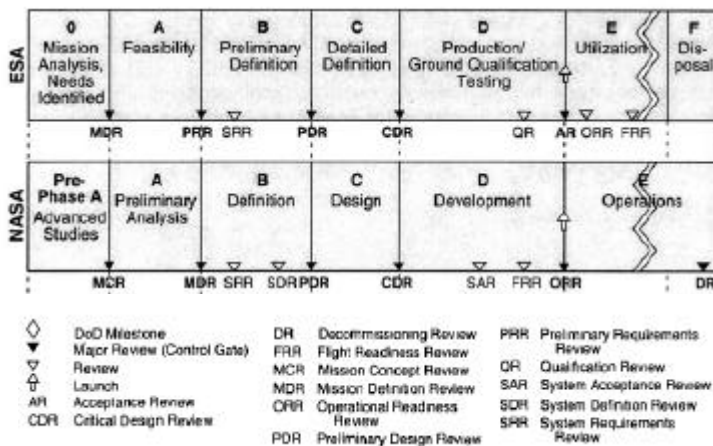 ESA
0 A B C D E F
Mission Analysis, Needs Identified
Feasibility
Preliminary Definition
Detailed Definition
Production/ Ground Qualification Testing
Utilization
Dis- posal
MDR PRR SRR PDR CDR QR AR ORR FRR
NASA
Pre- Phase A A B C D E
Advanced Studies
Preliminary Analysis
Definition
Design
Development
Operations
MCR MDR SRR SDR PDR CDR SAR FRR ORR DR
DoD Milestone
Major Review (Control Gate)
Review
Launch
AR Acceptance Review
CDR Critical Design Review
DR Decommissioning Review
FRR Flight Readiness Review
MCR Mission Concept Review
MDR Mission Definition Review
ORR Operational Readiness
Review
PDR Preliminary Design Review
PRR Preliminary Requirements
Review
QR Qualification Review
SAR System Acceptance Review
SDR System Definition Review
SRR System Requirements
Review